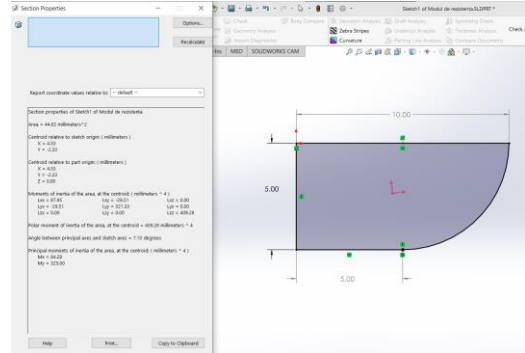 Section Properties
Options...
Recalculate
Report coordinate values relative to: -- default --
Section properties of Sketch1 of Modul de rezistenta
Area = 44.63 millimeters^2
Centroid relative to sketch origin: ( millimeters )
X = 4.53
Y = -2.23
Centroid relative to part origin: ( millimeters )
X = 4.53
Y = -2.23
Z = 0.00
Moments of inertia of the area, at the centroid: ( millimeters ^ 4 )
Lxx = 87.95 Lxy = -29.51 Lxz = 0.00
Lyx = -29.51 Lyy = 321.33 Lyz = 0.00
Lzx = 0.00 Lzy = 0.00 Lzz = 409.28
Polar moment of inertia of the area, at the centroid = 409.28 millimeters ^ 4
Angle between principal axes and sketch axes = 7.10 degrees
Principal moments of inertia of the area, at the centroid: ( millimeters ^ 4 )
Mx = 84.28
My = 325.00
Help
Print...
Copy to Clipboard
Sketch1 of Modul de rezistenta.SLDPRT *
Check
Body Compare
Deviation Analysis
Draft Analysis
Symmetry Check
Check
Geometry Analysis
Zebra Stripes
Undercut Analysis
Thickness Analysis
Import Diagnostics
Curvature
Parting Line Analysis
Compare Documents
MBD
SOLIDWORKS CAM
10.00
5.00
5.00